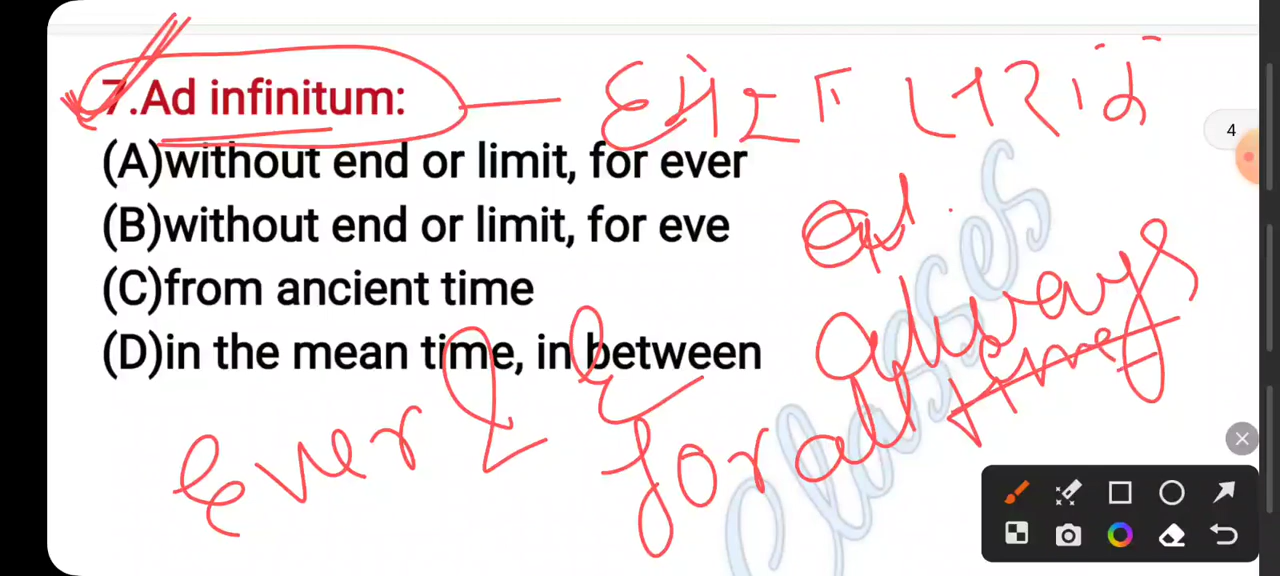 7.Ad infinitum:
(A)without end or limit, for ever
4
(B)without end or limit, for eve
(C)from ancient time
always
(D)in the mean time, in between
for all time
Ever &
classes